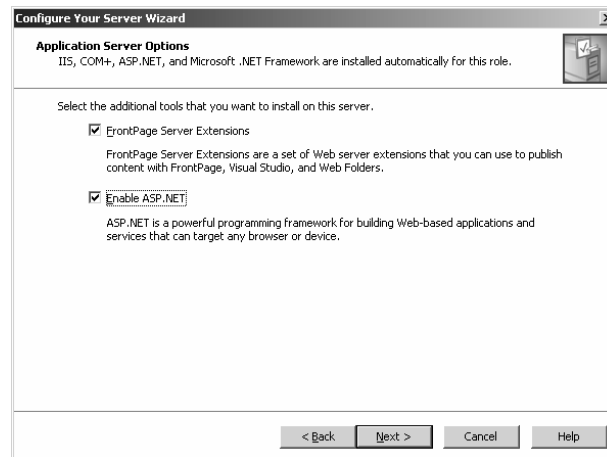 Configure Your Server Wizard
Application Server Options
IIS, COM+, ASP.NET, and Microsoft .NET Framework are installed automatically for this role.
Select the additional tools that you want to install on this server.
FrontPage Server Extensions
FrontPage Server Extensions are a set of Web server extensions that you can use to publish
content with FrontPage, Visual Studio, and Web Folders.
Enable ASP.NET
ASP.NET is a powerful programming framework for building Web-based applications and
services that can target any browser or device.
< Back Next > Cancel Help